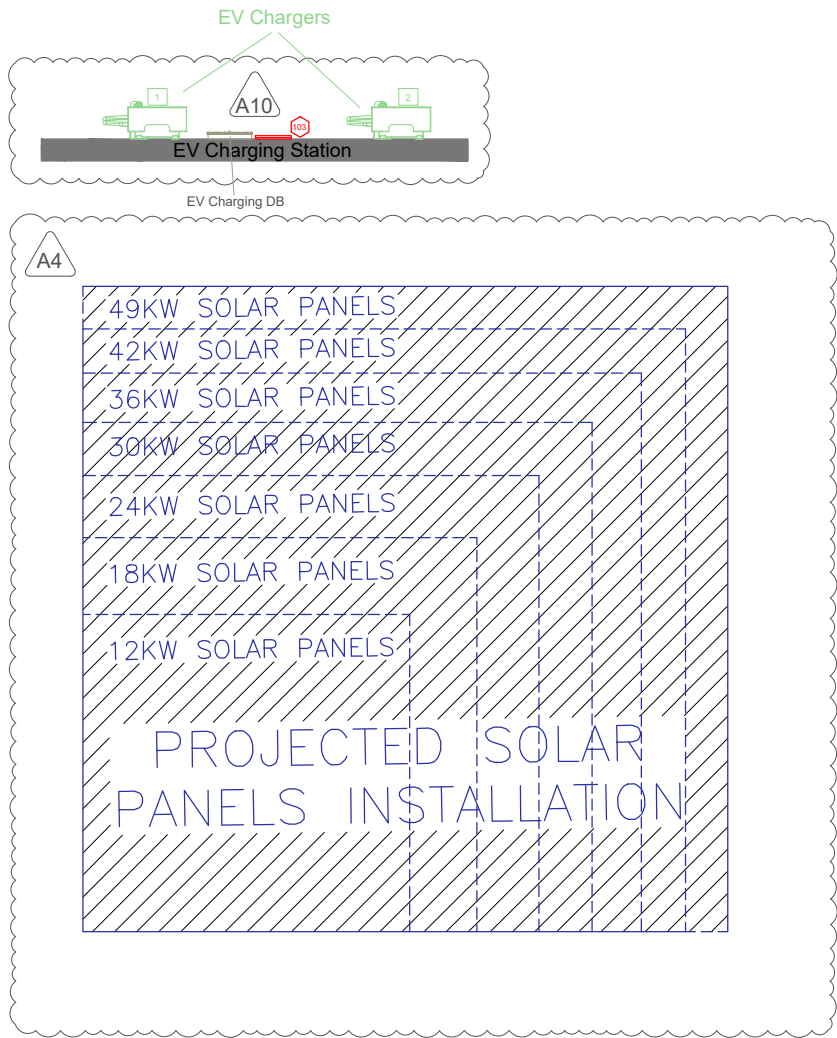 EV Chargers
1
A10
2
103
EV Charging Station
EV Charging DB
A4
49KW SOLAR PANELS
42KW SOLAR PANELS
36KW SOLAR PANELS
30KW SOLAR PANELS
24KW SOLAR PANELS
18KW SOLAR PANELS
12KW SOLAR PANELS
PROJECTED SOLAR
PANELS INSTALLATION